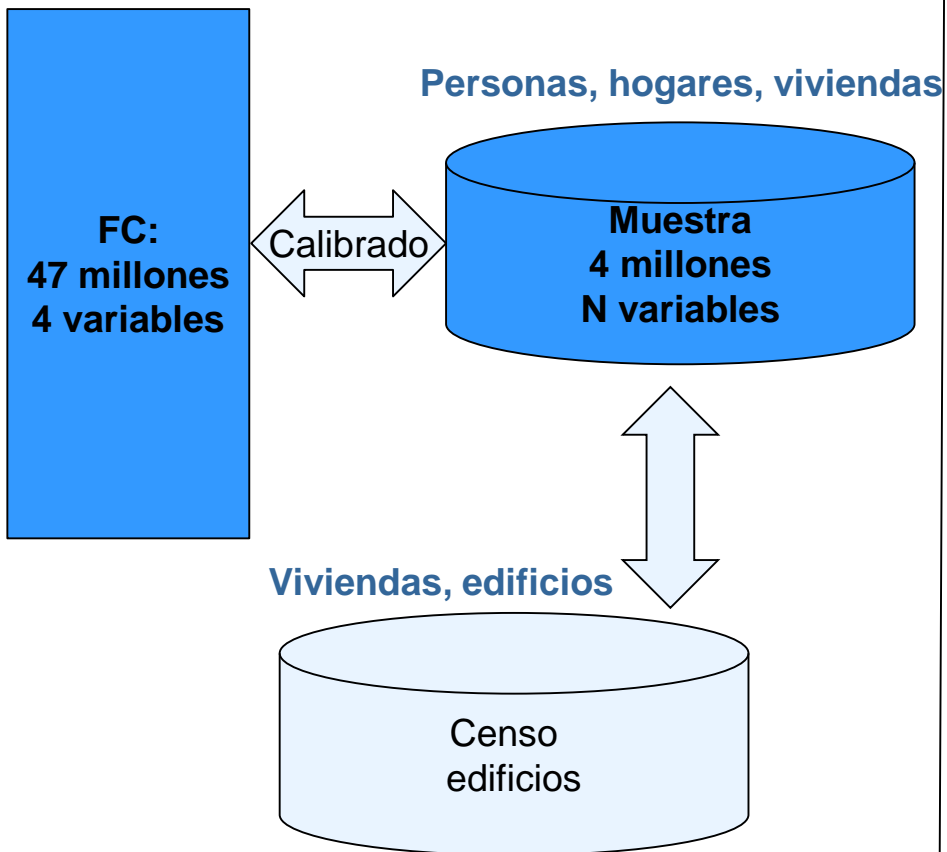 Personas, hogares, viviendas
FC:
47 millones
4 variables
Calibrado
Muestra
4 millones
N variables
Viviendas, edificios
Censo
edificios